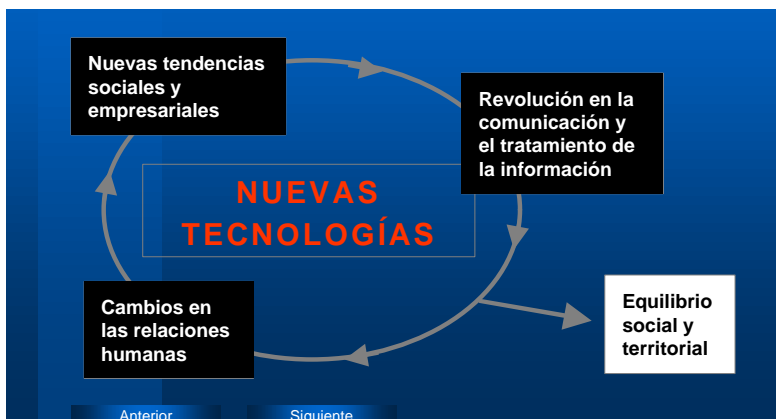 Nuevas tendencias
sociales y
empresariales
Revolución en la
comunicación y
el tratamiento de
la información
NUEVAS
TECNOLOGÍAS
Cambios en
las relaciones
humanas
Equilibrio
social y
territorial
Anterior
Siguiente